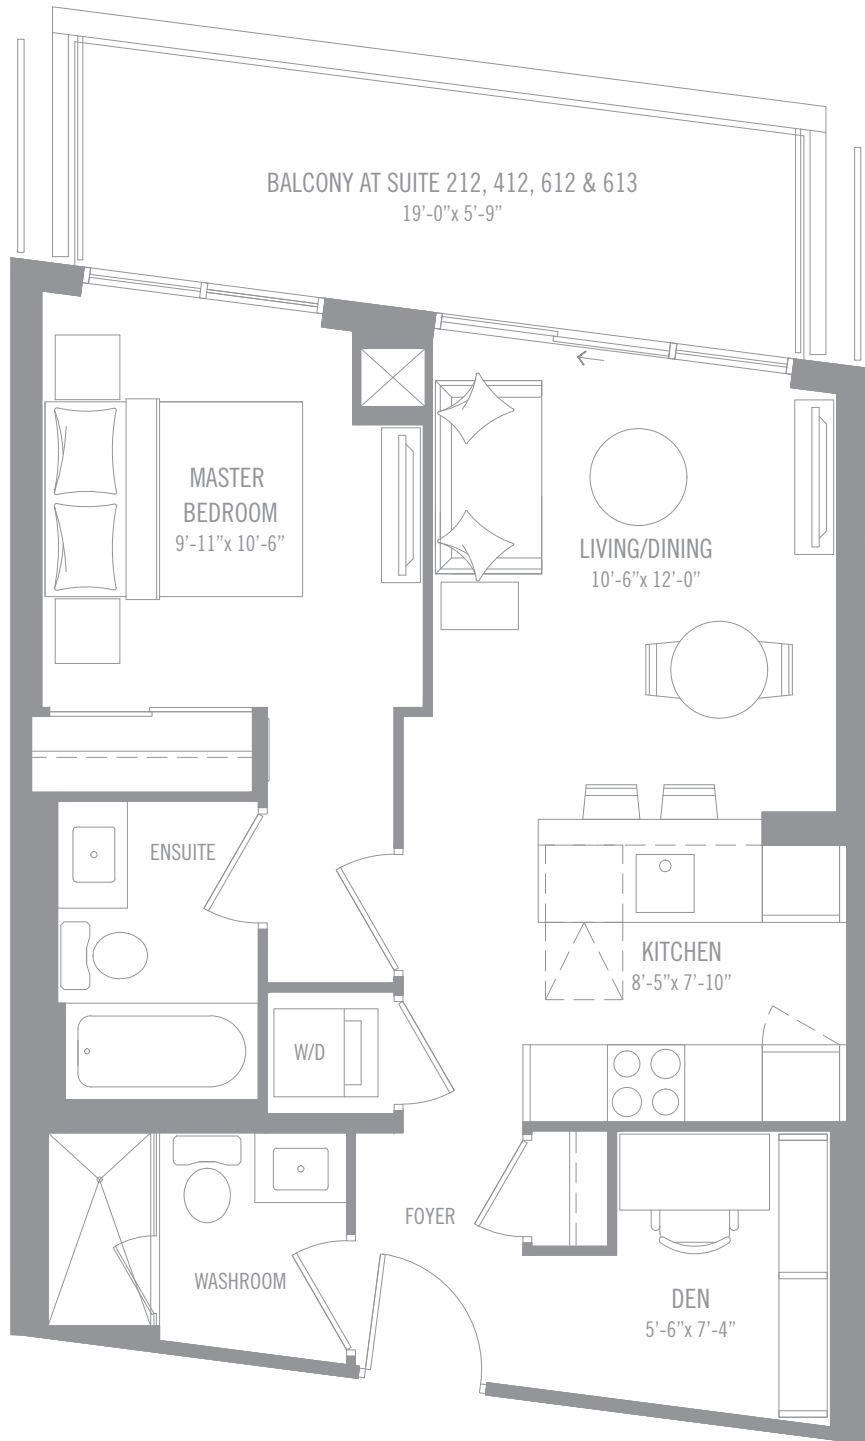 BALCONY AT SUITE 212, 412, 612 & 613
19’-0”x 5’-9”
MASTER
BEDROOM
9’-11”x 10’-6”
LIVING/DINING
10’-6”x 12’-0”
ENSUITE
KITCHEN
8’-5”x 7’-10”
W/D
FOYER
WASHROOM
DEN
5’-6”x 7’-4”